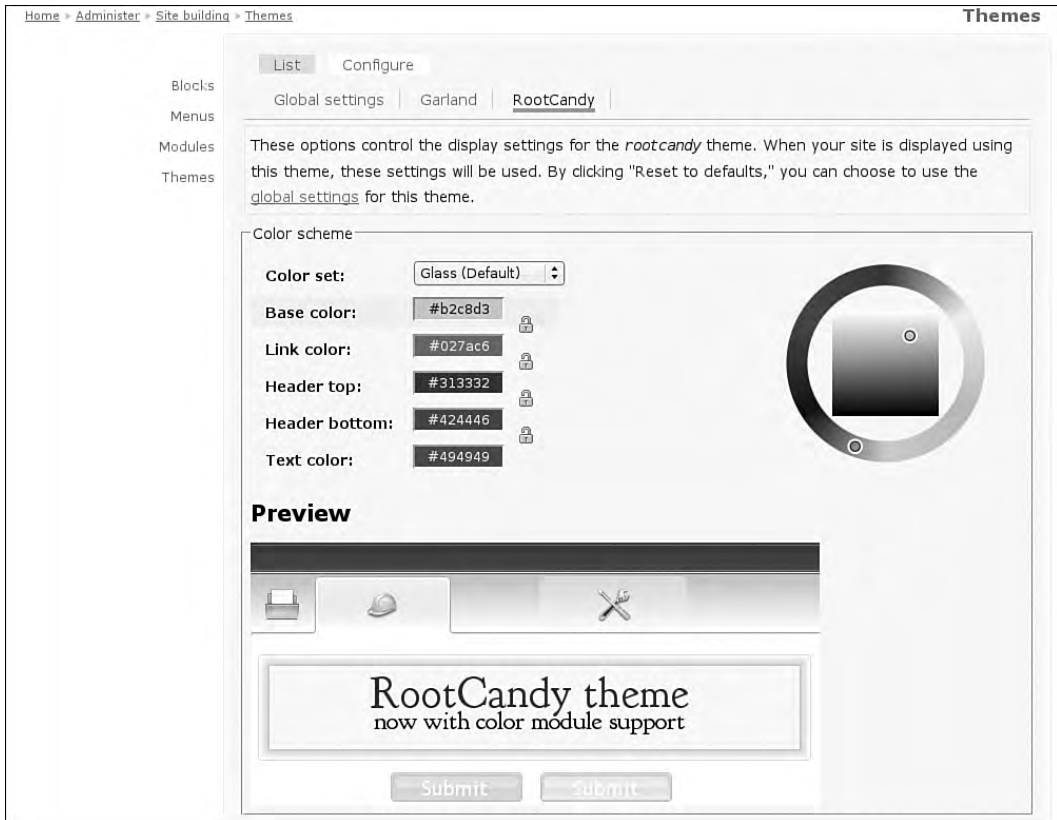 Home » Administer » Site building » Themes
Themes
Blocks
Menus
Modules
Themes
List Configure
Global settings Garland RootCandy
These options control the display settings for the rootcandy theme. When your site is displayed using
this theme, these settings will be used. By clicking "Reset to defaults," you can choose to use the
global settings for this theme.
Color scheme
Color set: Glass (Default)
Base color: #b2c8d3
Link color: #027ac6
Header top: #313332
Header bottom: #424446
Text color: #494949
Preview
RootCandy theme
now with color module support
Submit Submit